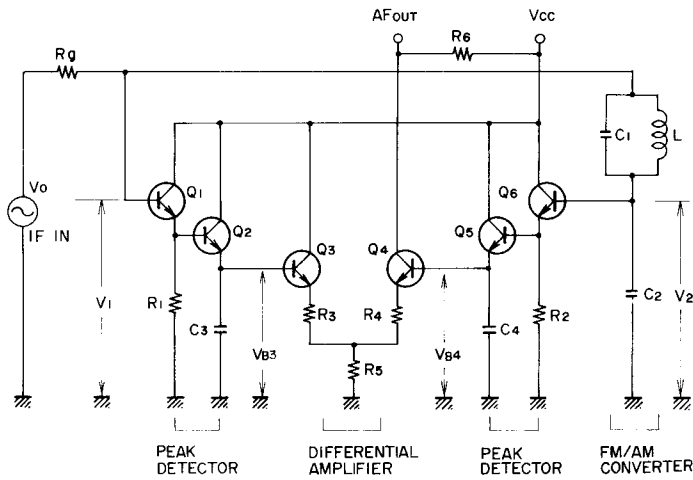 AFOUT
VCC
R6
Rg
C1
L
Vo
IF IN
Q1
Q2
Q3
Q4
Q5
Q6
V1
R1
C3
VB3
R3
R4
R5
VB4
C4
R2
C2
V2
PEAK
DETECTOR
DIFFERENTIAL
AMPLIFIER
PEAK
DETECTOR
FM/AM
CONVERTER